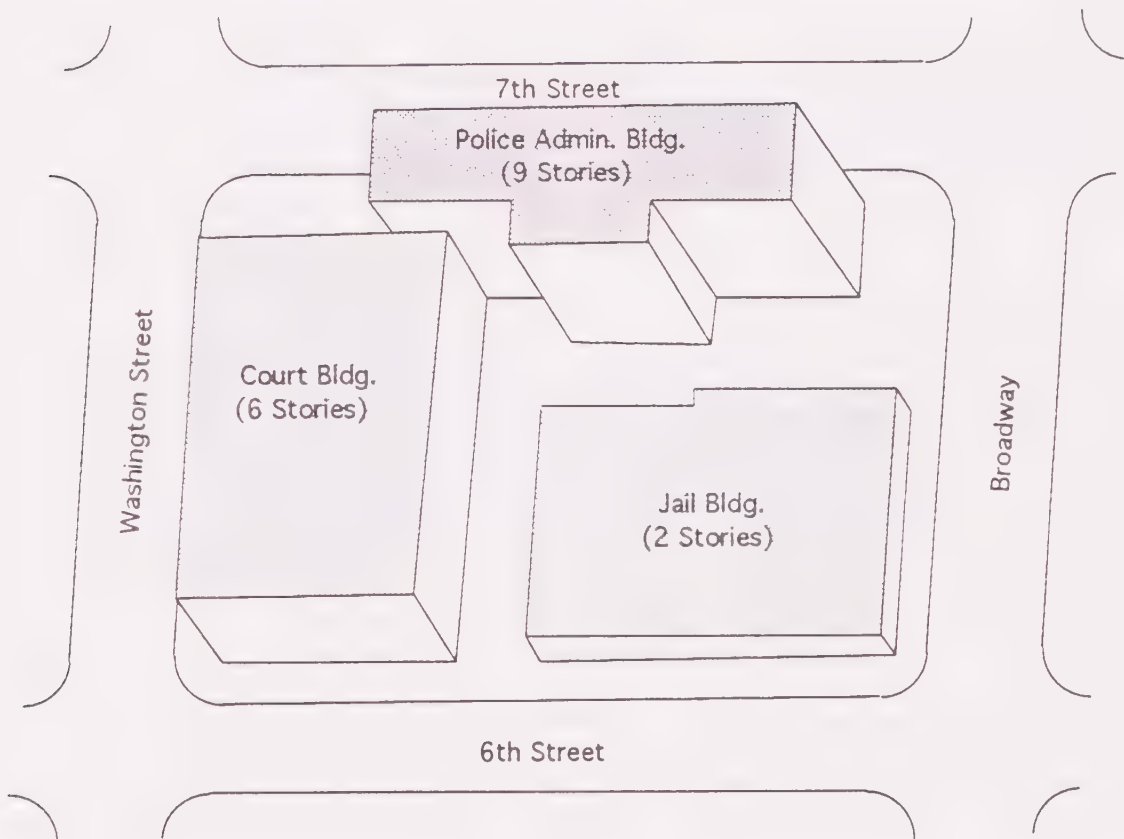 7th Street
Police Admin. Bldg.
(9 Stories)
Washington Street
Court Bldg.
(6 Stories)
Broadway
Jail Bldg.
(2 Stories)
6th Street